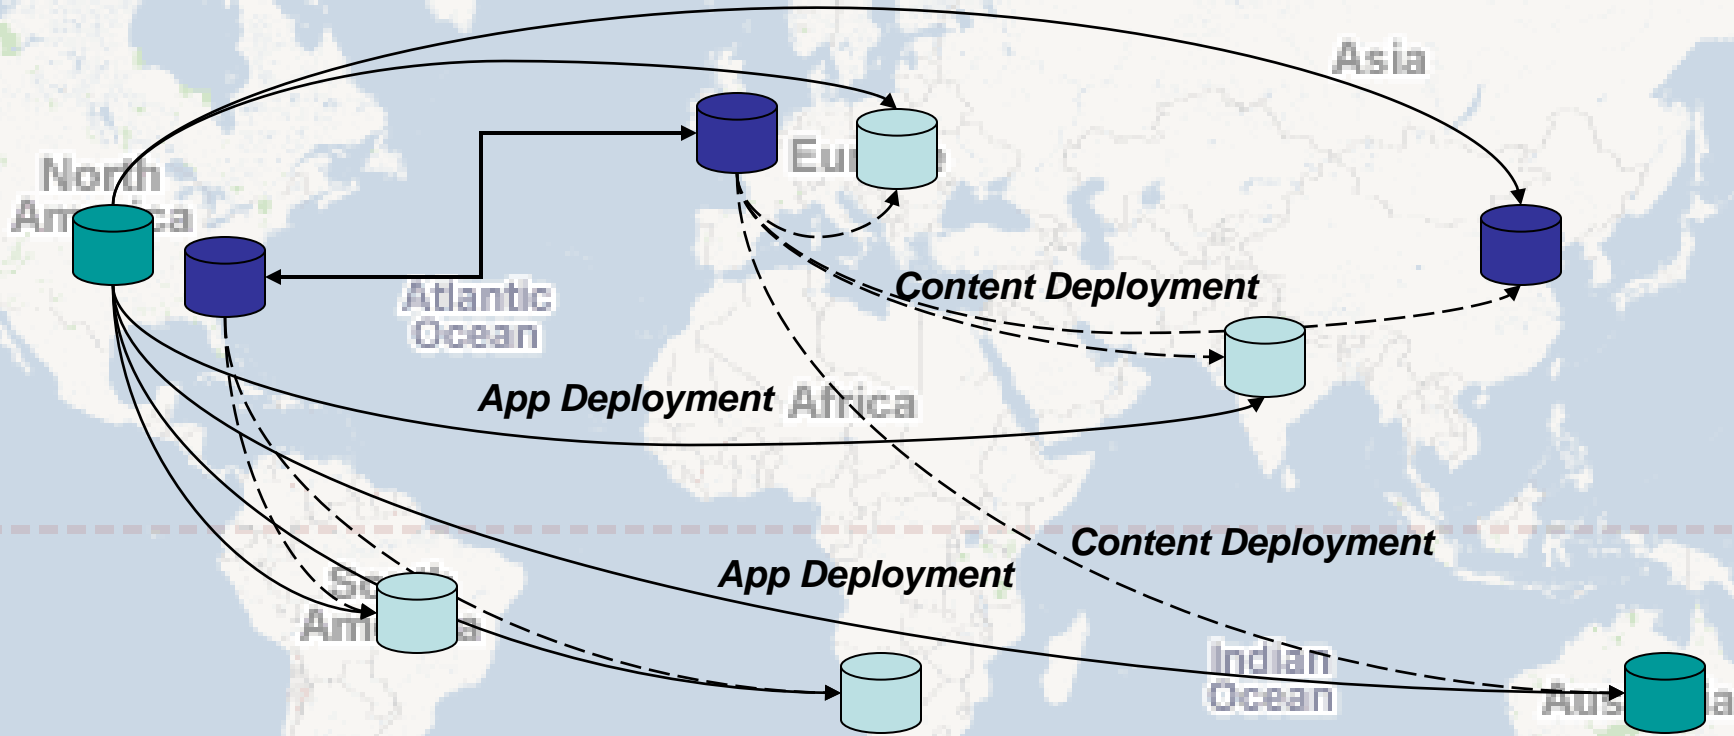 Asia
North
America
Europe
Content Deployment
Atlantic
Ocean
App Deployment
Africa
Content Deployment
App Deployment
South
America
Indian
Ocean
Australia